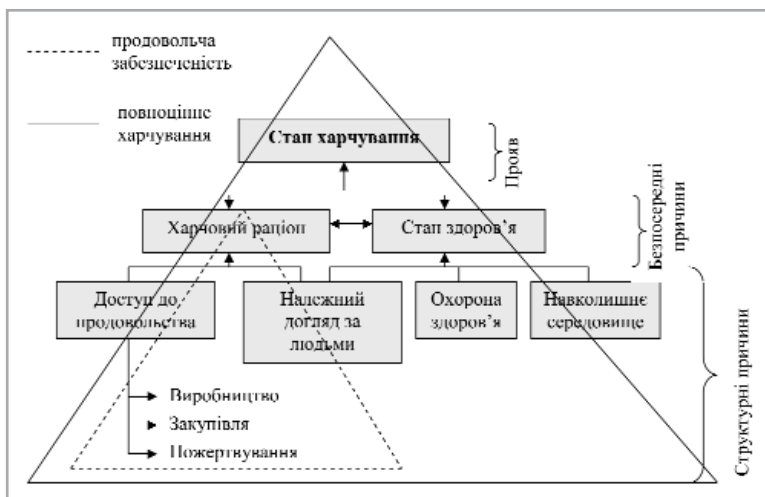 продовольча
забезпеченість
повноцінне
харчування
Стан харчування
Прояв
Харчовий раціон
Стан здоров’я
Безпосередні
причини
Доступ до
продовольства
Належний
догляд за
людьми
Охорона
здоров’я
Навколишнє
середовище
Виробництво
Закупівля
Пожертвування
Структурні причини